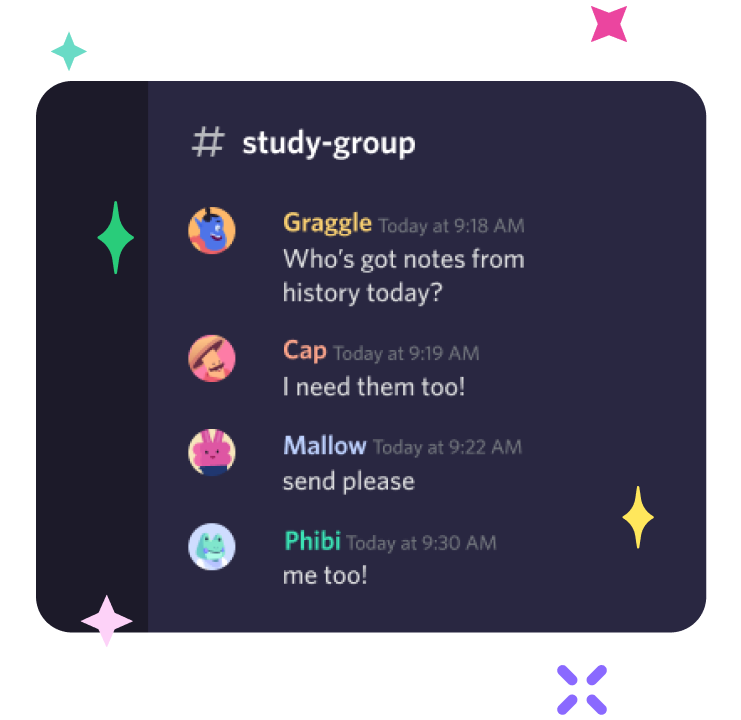 # study-group
Graggle Today at 9:18 AM
Who's got notes from
history today?
Cap Today at 9:19 AM
I need them too!
Mallow Today at 9:22 AM
send please
Phibi Today at 9:30 AM
me too!